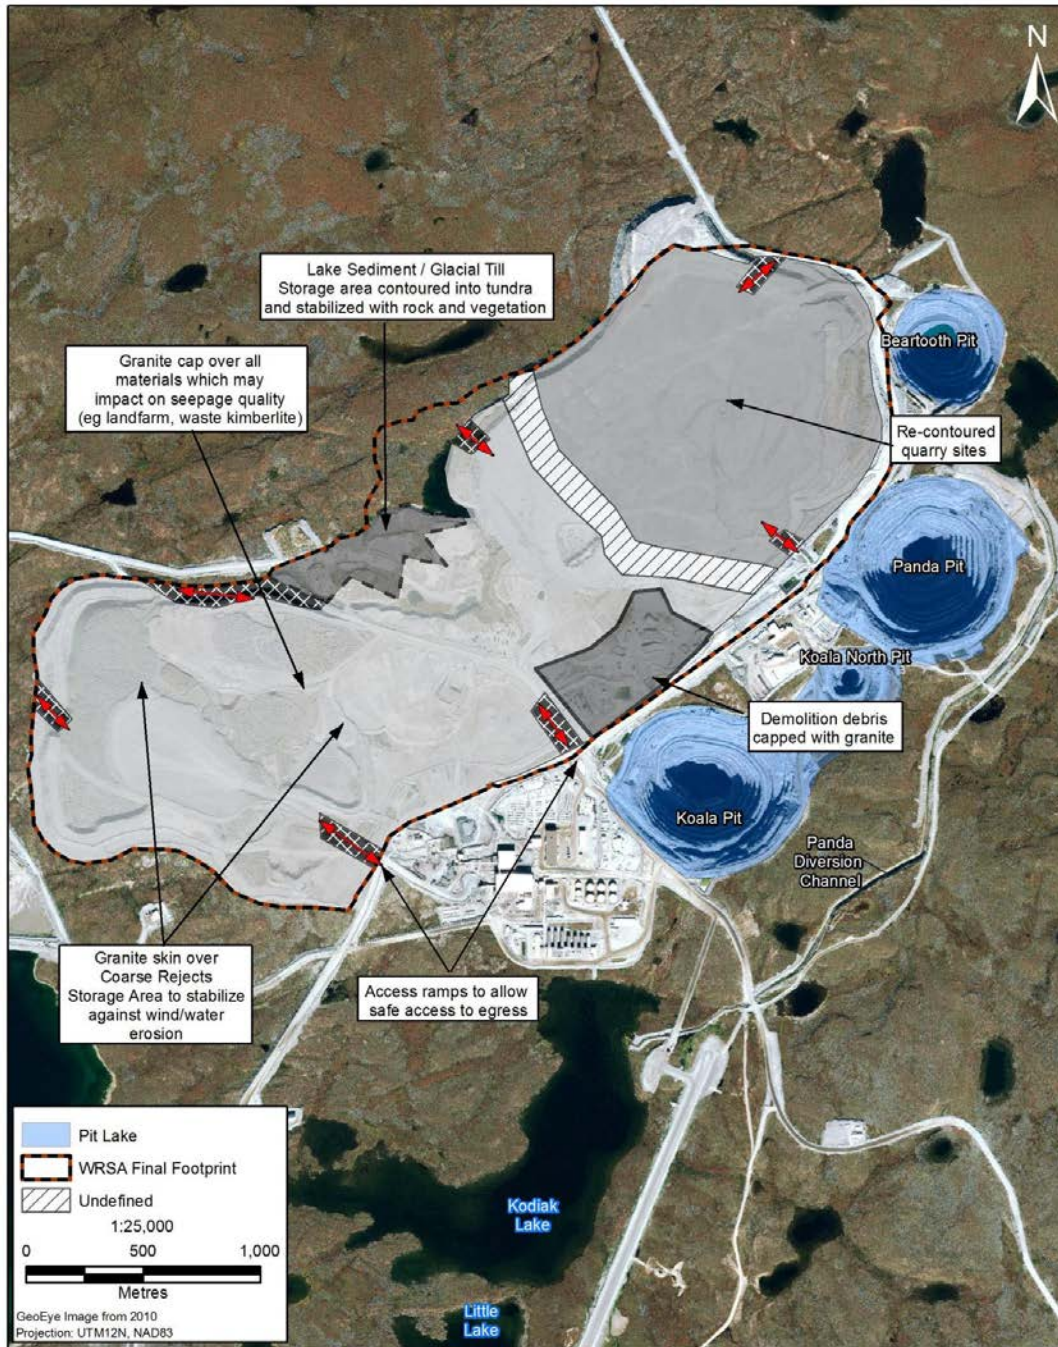 N
Lake Sediment / Glacial Till
Storage area contoured into tundra
and stabilized with rock and vegetation
Granite cap over all
materials which may
impact on seepage quality
(eg landfarm, waste kimberlite)
Beartooth Pit
Re-contoured
quarry sites
Panda Pit
Koala North Pit
Demolition debris
capped with granite
Koala Pit
Panda
Diversion
Channel
Granite skin over
Coarse Rejects
Storage Area to stabilize
against wind/water
erosion
Access ramps to allow
safe access to egress
Pit Lake
WRSA Final Footprint
Undefined
1:25,000
0 500 1,000
Metres
GeoEye Image from 2010
Projection: UTM12N, NAD83
Kodiak
Lake
Little
Lake